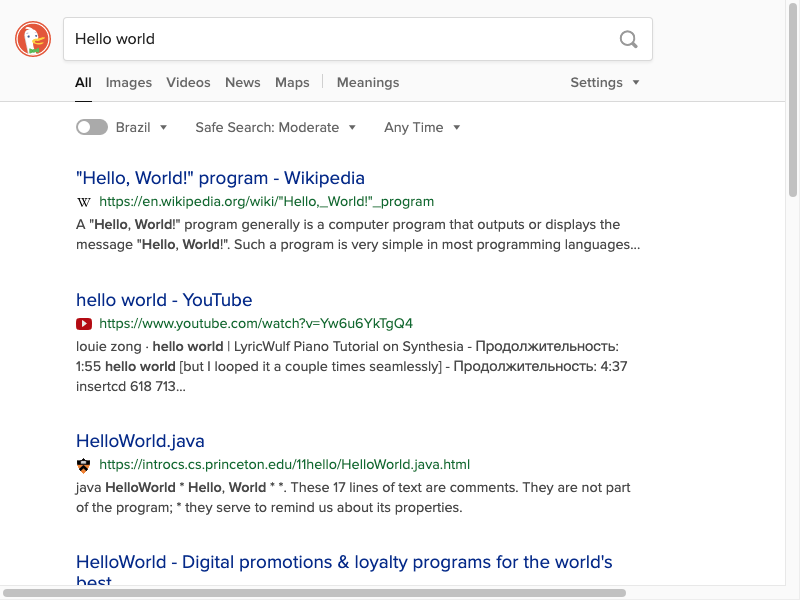 Hello world
All Images Videos News Maps Meanings Settings
Brazil Safe Search: Moderate Any Time
"Hello, World!" program - Wikipedia
W https://en.wikipedia.org/wiki/"Hello,_World!"_program
A "Hello, World!" program generally is a computer program that outputs or displays the
message "Hello, World!". Such a program is very simple in most programming languages...
hello world - YouTube
https://www.youtube.com/watch?v=Yw6u6YkTgQ4
louie zong · hello world | LyricWulf Piano Tutorial on Synthesia - Продолжительность:
1:55 hello world [but I looped it a couple times seamlessly] - Продолжительность: 4:37
insertcd 618 713...
HelloWorld.java
https://introcs.cs.princeton.edu/11hello/HelloWorld.java.html
java HelloWorld * Hello, World * *. These 17 lines of text are comments. They are not part
of the program; * they serve to remind us about its properties.
HelloWorld - Digital promotions & loyalty programs for the world's
best